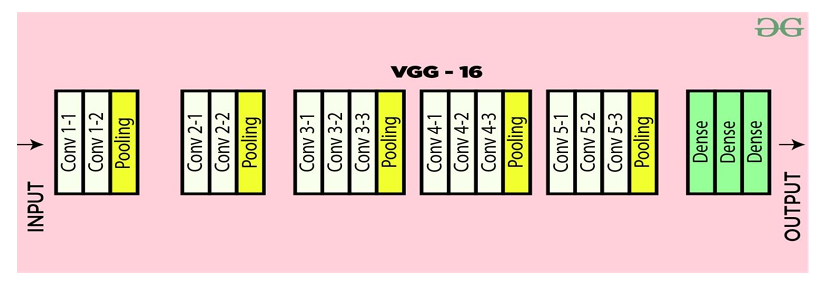 VGG - 16
INPUT
Conv 1-1
Conv 1-2
Pooling
Conv 2-1
Conv 2-2
Pooling
Conv 3-1
Conv 3-2
Conv 3-3
Pooling
Conv 4-1
Conv 4-2
Conv 4-3
Pooling
Conv 5-1
Conv 5-2
Conv 5-3
Pooling
Dense
Dense
Dense
OUTPUT